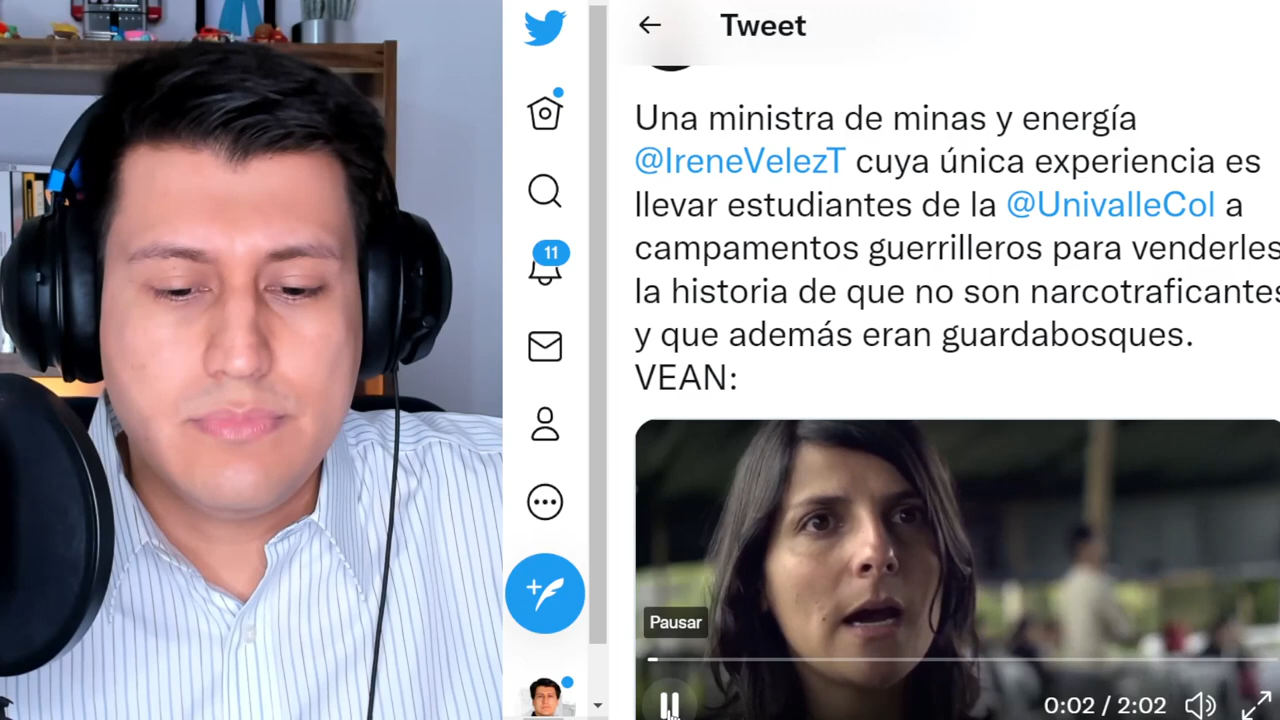 Tweet
Una ministra de minas y energía
@IreneVelezT cuya única experiencia es
llevar estudiantes de la @UnivalleCol a
campamentos guerrilleros para venderles
la historia de que no son narcotraficantes
y que además eran guardabosques.
VEAN:
11
Pausar
0:02 / 2:02